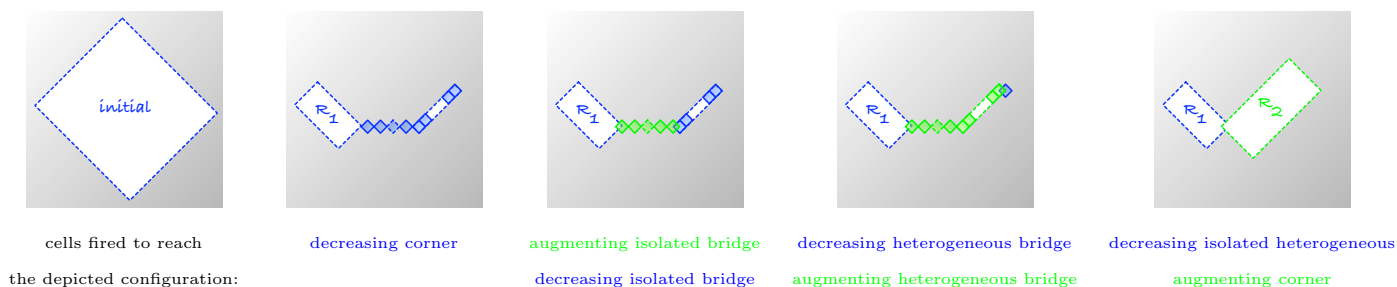 initial
R1
R1
R1
R1
R2
cells fired to reach
the depicted configuration:
decreasing corner
augmenting isolated bridge
decreasing isolated bridge
decreasing heterogeneous bridge
augmenting heterogeneous bridge
decreasing isolated heterogeneous
augmenting corner